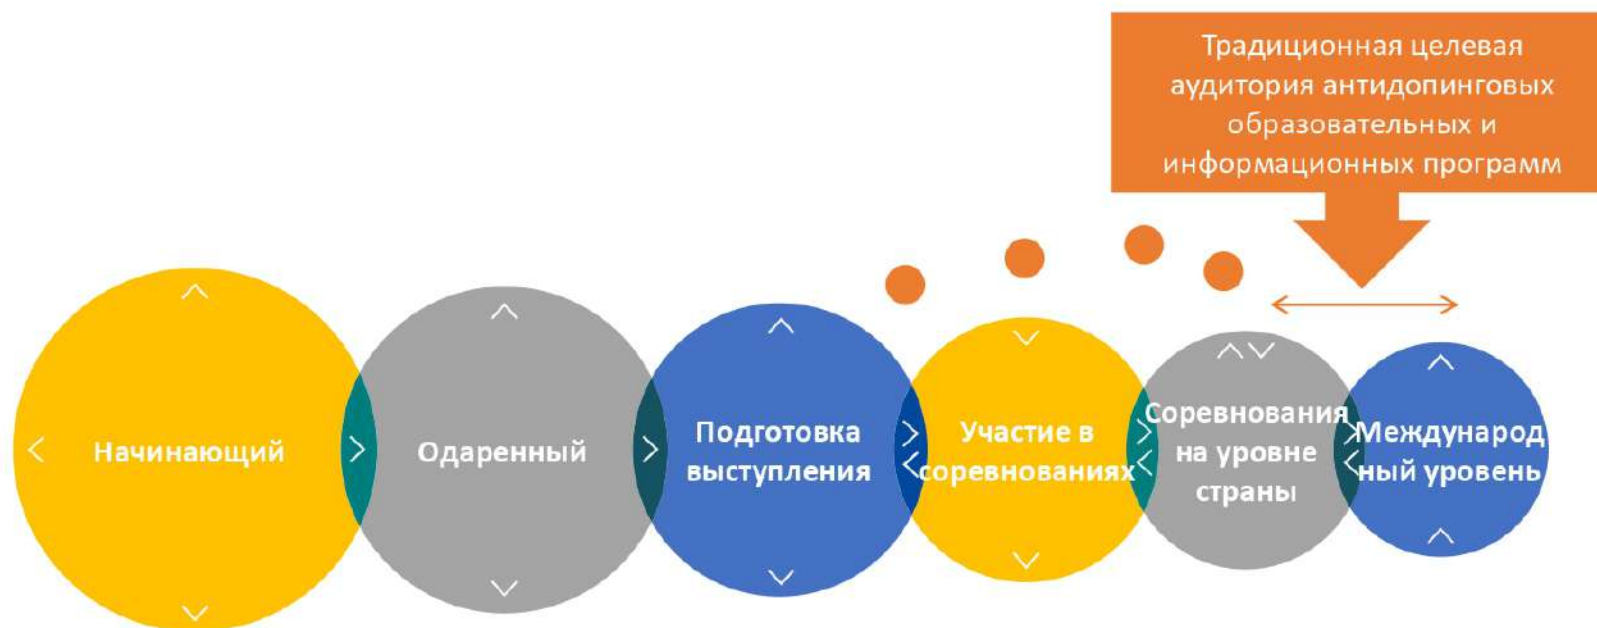 Традиционная целевая
аудитория антидопинговых
образовательных и
информационных программ
Начинающий
Одаренный
Подготовка
выступления
Участие в
соревнованиях
Соревнования
на уровне
страны
Международ
ный уровень